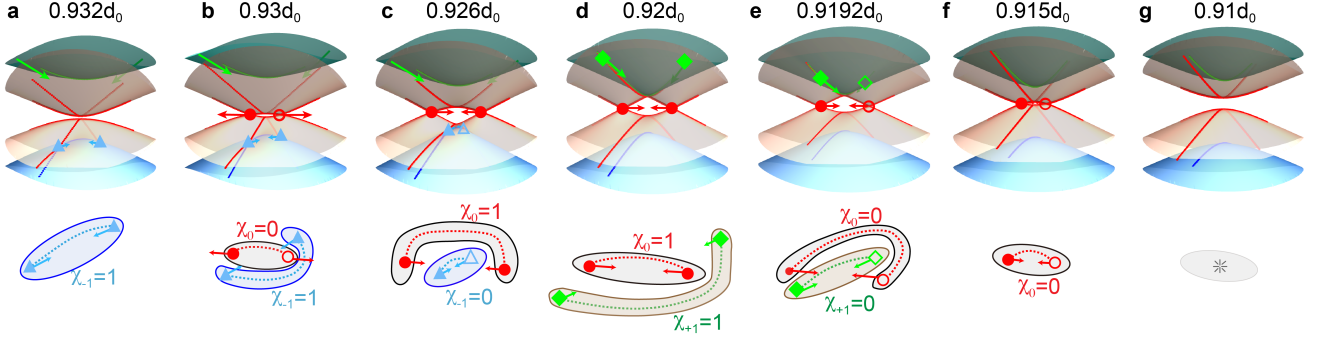 a 0.932d₀ b 0.93d₀ c 0.926d₀ d 0.92d₀ e 0.9192d₀ f 0.915d₀ g 0.91d₀
χ₋₁=1
χ₀=0
χ₋₁=1
χ₀=1
χ₋₁=0
χ₀=1
χ₊₁=1
χ₀=0
χ₊₁=0
χ₀=0